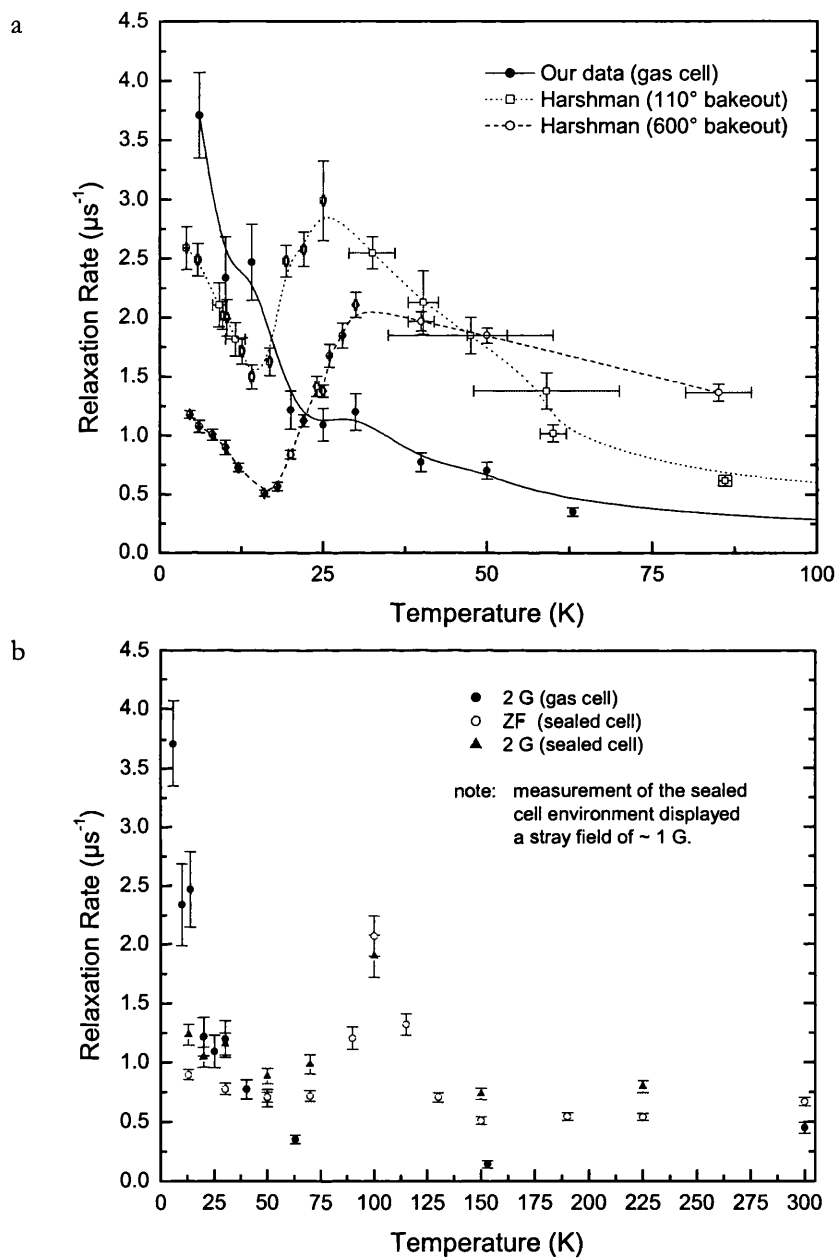 a
4.5
4.0
3.5
3.0
2.5
2.0
1.5
1.0
0.5
0.0
Relaxation Rate (µs⁻¹)
Our data (gas cell)
Harshman (110° bakeout)
Harshman (600° bakeout)
0
25
50
75
100
Temperature (K)
b
4.5
4.0
3.5
3.0
2.5
2.0
1.5
1.0
0.5
0.0
Relaxation Rate (µs⁻¹)
2 G (gas cell)
ZF (sealed cell)
2 G (sealed cell)
note: measurement of the sealed
cell environment displayed
a stray field of ~ 1 G.
0
25
50
75
100
125
150
175
200
225
250
275
300
Temperature (K)